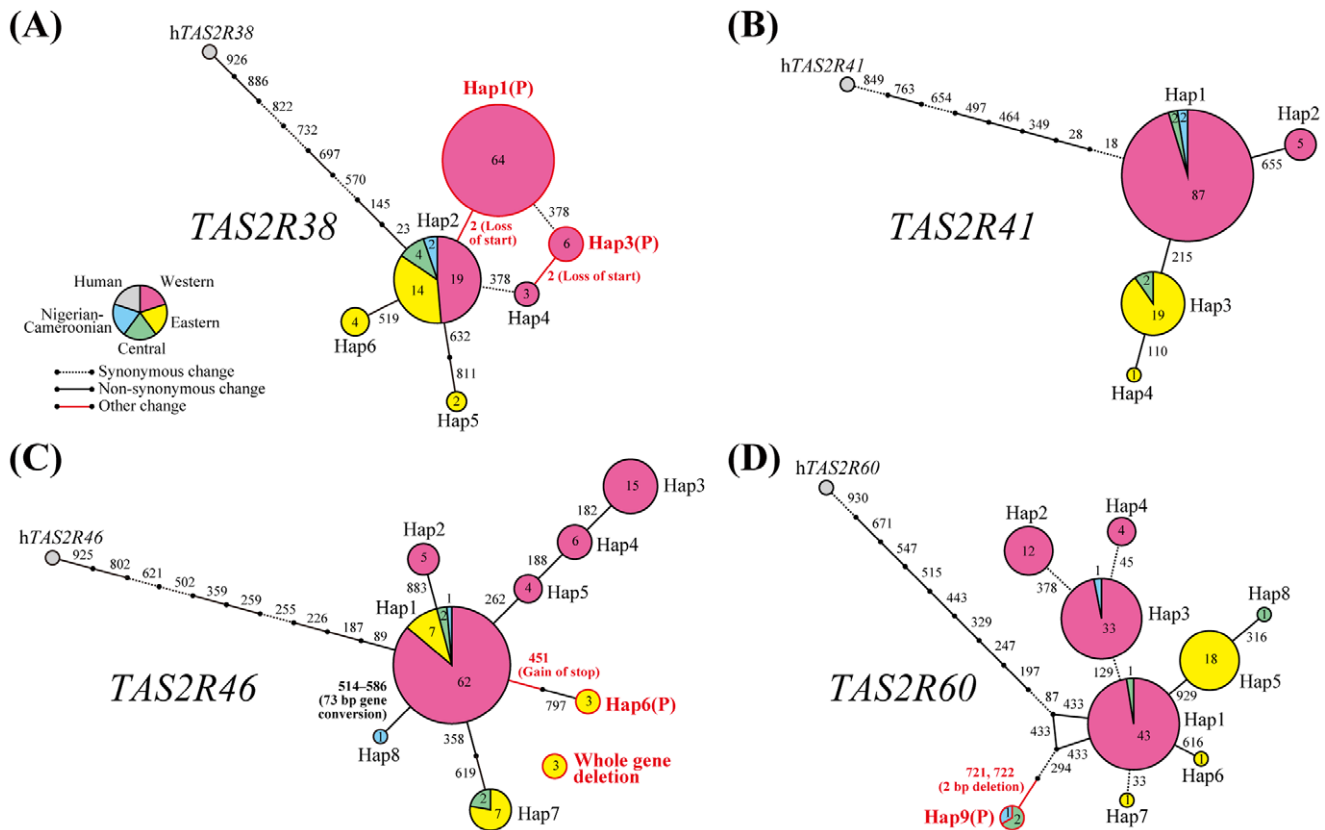 (A)
hTAS2R38
926
886
822
732
697
570
145
23
TAS2R38
Hap1(P)
64
2 (Loss
of start)
378
6
Hap3(P)
2 (Loss of start)
Hap2
2
4
19
14
378
3
Hap4
519
4
Hap6
632
811
2
Hap5
Human
Western
Nigerian-
Cameroonian
Eastern
Central
Synonymous change
Non-synonymous change
Other change
(B)
hTAS2R41
849
763
654
497
464
349
28
18
TAS2R41
Hap1
2
2
87
Hap2
5
655
215
2
19
Hap3
110
1
Hap4
(C)
hTAS2R46
925
802
621
502
359
259
255
226
187
89
TAS2R46
15
Hap3
182
6
Hap4
188
4
Hap5
262
Hap2
5
883
1
Hap1
7
2
62
451
(Gain of stop)
797
3
Hap6(P)
514–586
(73 bp gene
conversion)
1
Hap8
358
619
2
7
Hap7
3
Whole gene
deletion
(D)
hTAS2R60
930
671
547
515
443
329
247
197
87
TAS2R60
Hap2
12
378
Hap4
4
45
1
33
Hap3
129
1
43
Hap1
Hap8
1
316
18
Hap5
929
616
1
Hap6
33
1
Hap7
433
433
433
294
721, 722
(2 bp deletion)
Hap9(P)
1
2